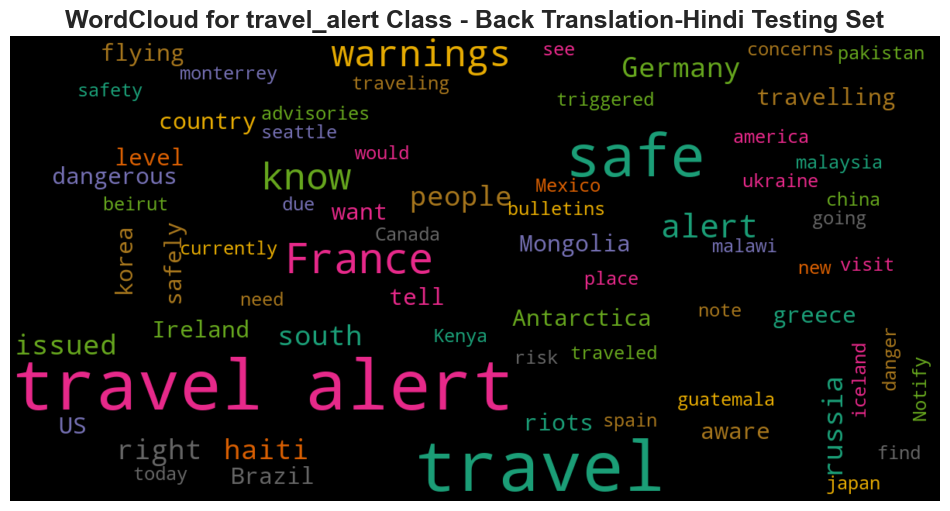 WordCloud for travel_alert Class - Back Translation-Hindi Testing Set
flying
warnings
see
concerns
pakistan
monterrey
Germany
safety
traveling
triggered
travelling
country
advisories
seattle
america
level
would
safe
malaysia
dangerous
know
Mexico
ukraine
beirut
due
want
people
bulletins
china
going
korea
safely
currently
Canada
Mongolia
alert
malawi
France
place
new
visit
need
tell
Antarctica
note
greece
issued
Ireland
south
Kenya
risk
traveled
iceland
danger
Notify
travel alert
guatemala
russia
US
riots
spain
aware
right
haiti
travel
find
today
Brazil
japan